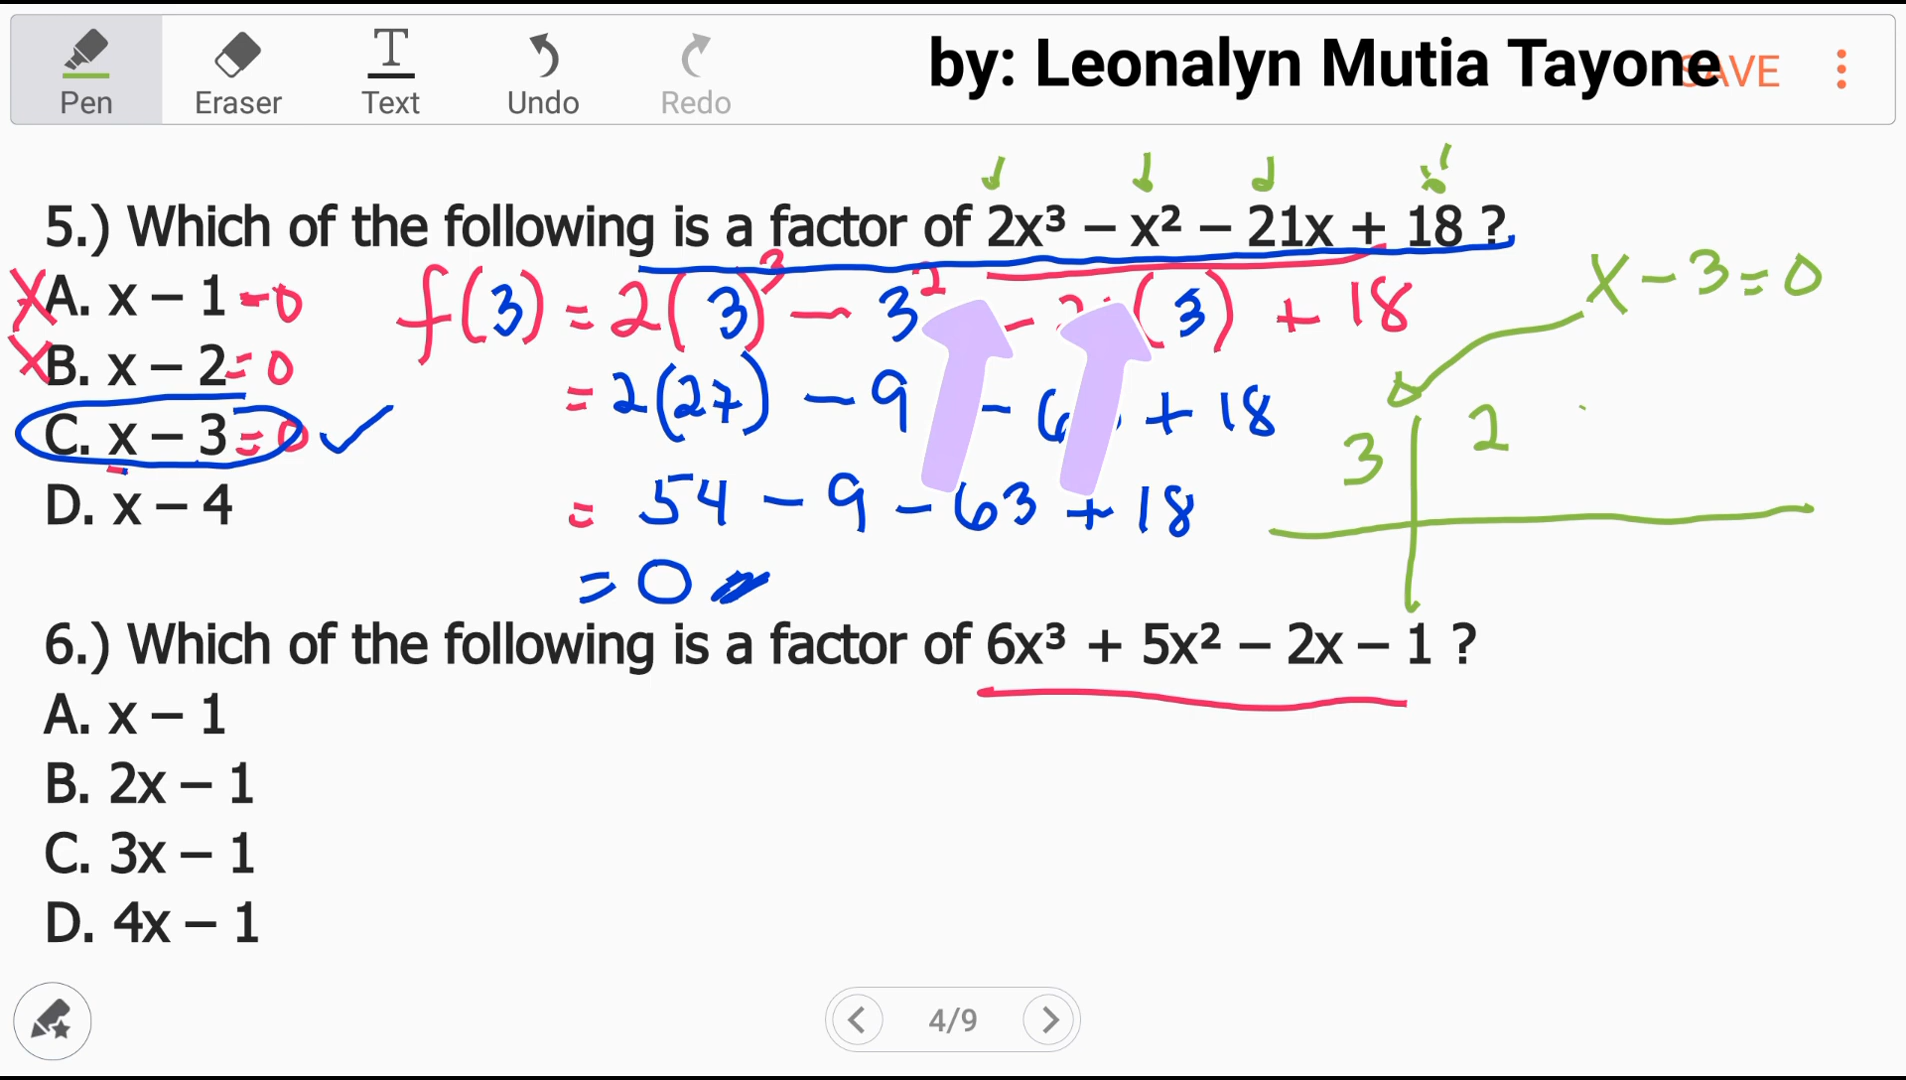 Pen Eraser Text Undo Redo by: Leonalyn Mutia Tayone SAVE
5.) Which of the following is a factor of 2x³ – x² – 21x + 18 ?
x - 3 = 0
A. x – 1 = 0
f(3) = 2(3)³ - 3² - (3) + 18
B. x – 2 = 0
= 2(27) - 9 - + 18
C. x – 3 = 0
3 2
D. x – 4
= 54 - 9 - 63 + 18
= 0
6.) Which of the following is a factor of 6x³ + 5x² – 2x – 1 ?
A. x – 1
B. 2x – 1
C. 3x – 1
D. 4x – 1
4/9